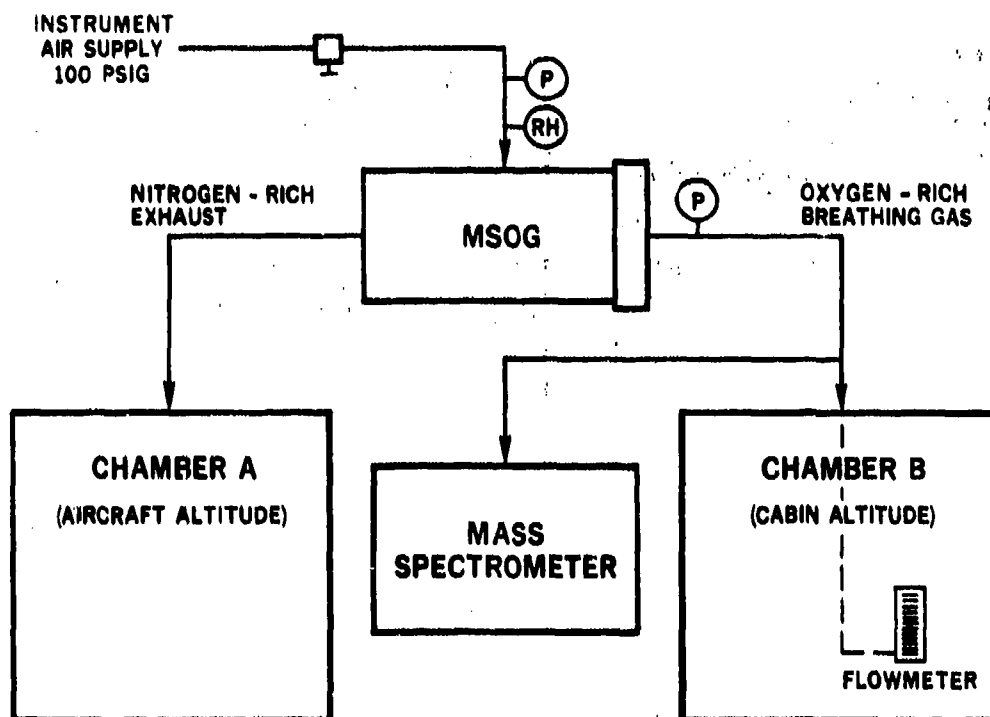 INSTRUMENT
AIR SUPPLY
100 PSIG
P
RH
NITROGEN - RICH
EXHAUST
MSOG
P
OXYGEN - RICH
BREATHING GAS
CHAMBER A
(AIRCRAFT ALTITUDE)
MASS
SPECTROMETER
CHAMBER B
(CABIN ALTITUDE)
FLOWMETER